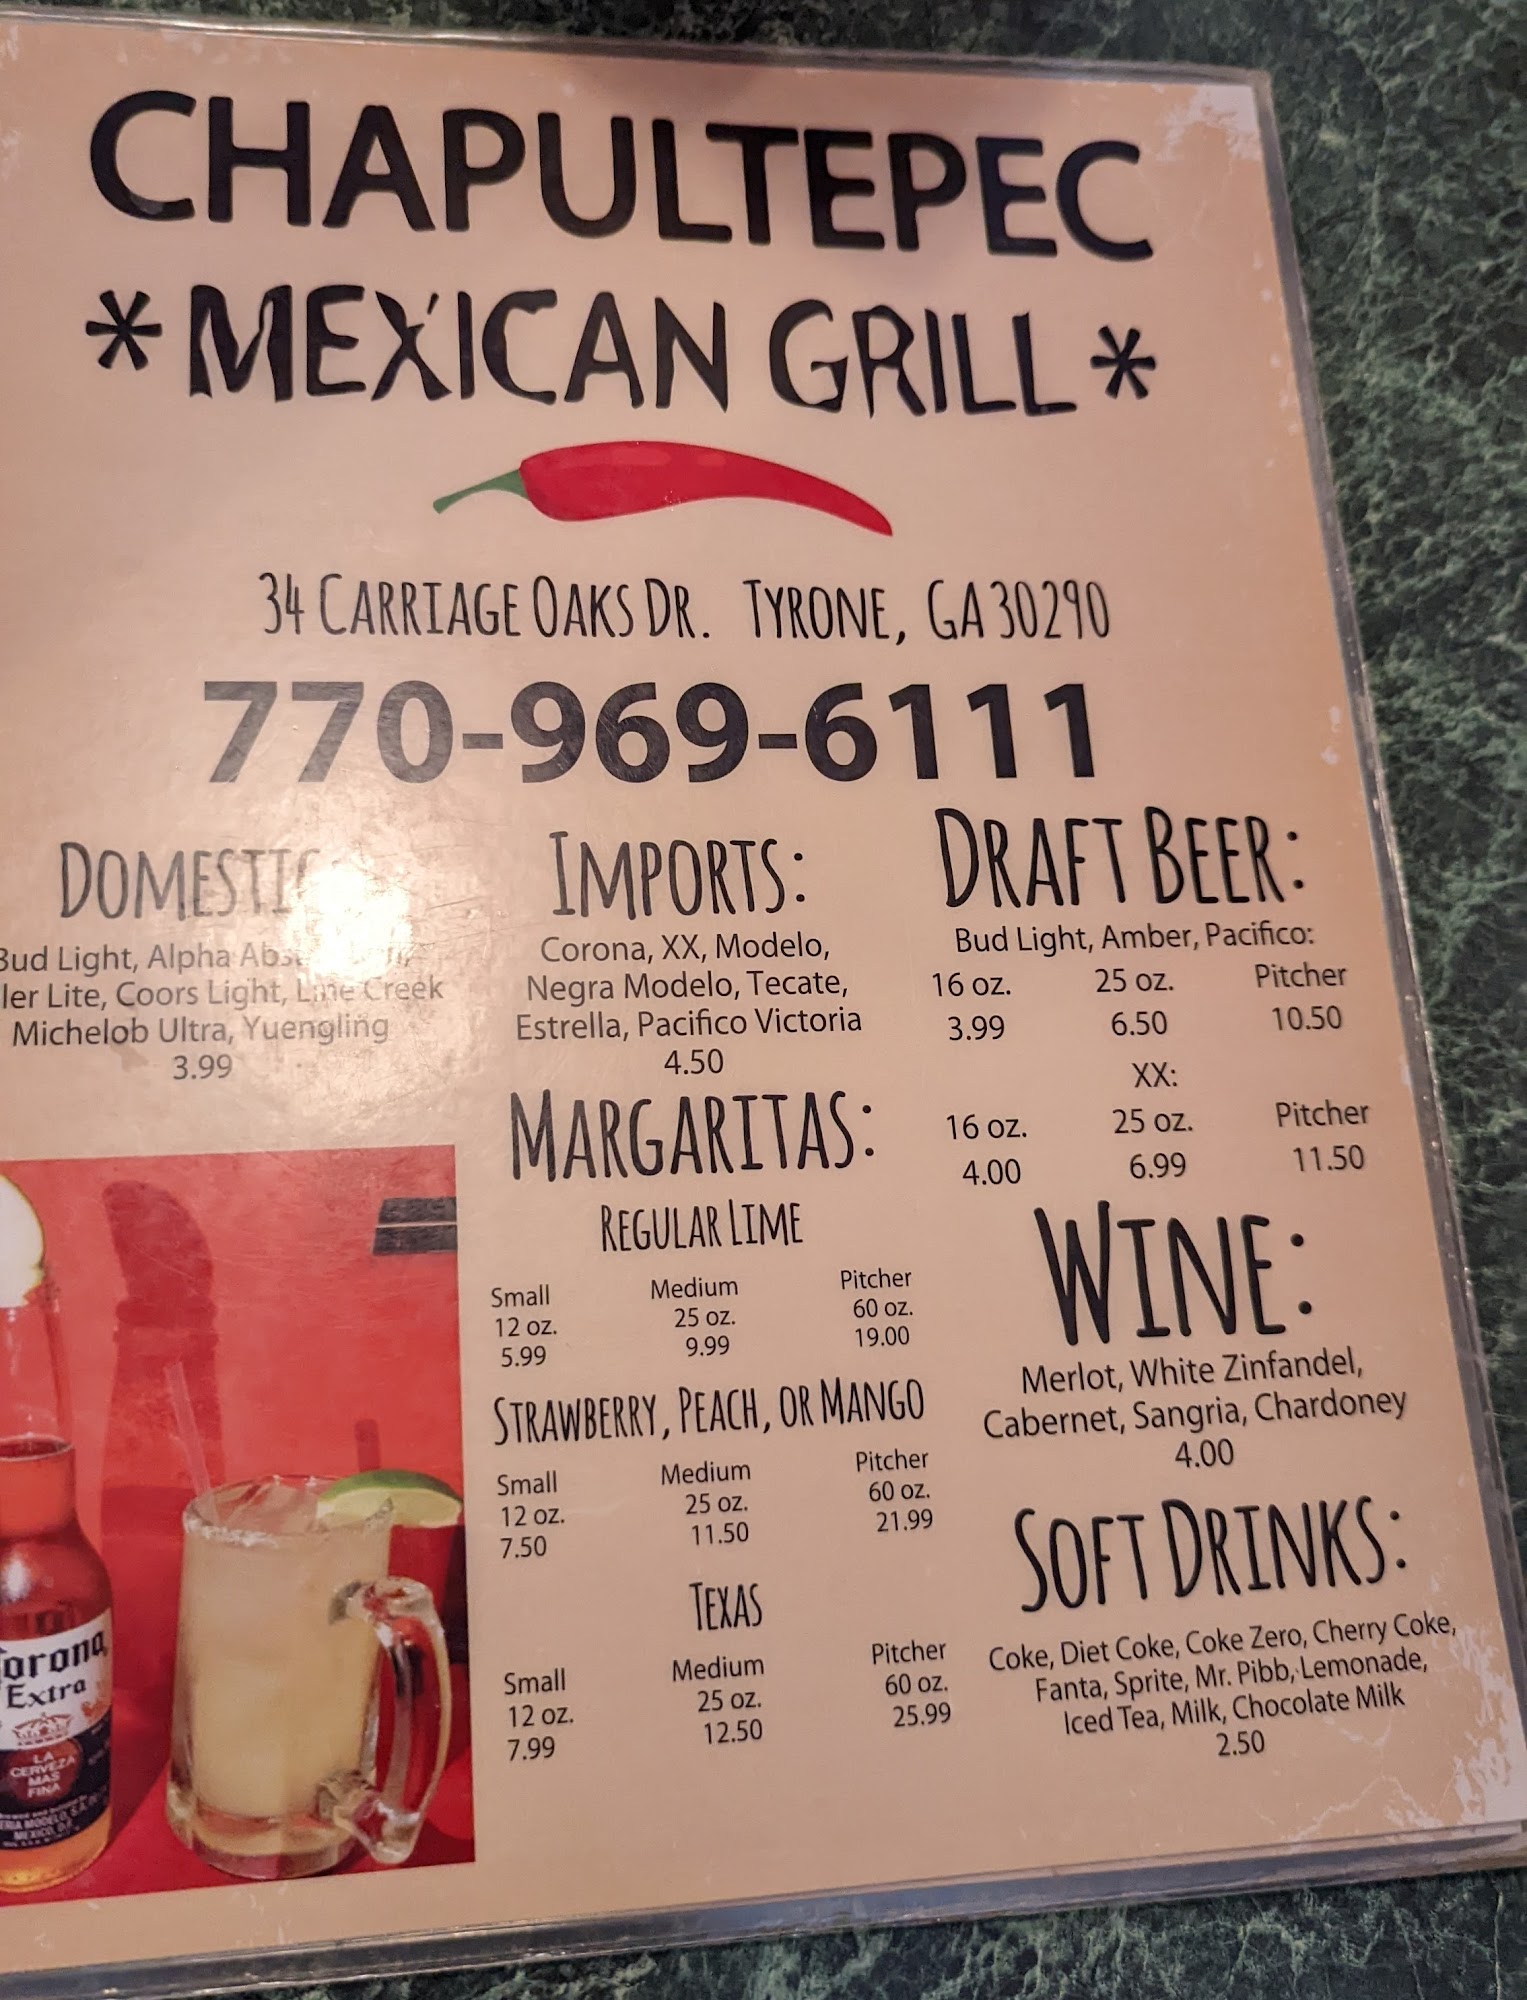 CHAPULTEPEC
* MEXICAN GRILL *
34 CARRIAGE OAKS DR. TYRONE, GA 30290
770-969-6111
DOMESTIC
Bud Light, Alpha
ler Lite, Coors Light, Line Creek
Michelob Ultra, Yuengling
3.99
IMPORTS:
Corona, XX, Modelo,
Negra Modelo, Tecate,
Estrella, Pacifico Victoria
4.50
DRAFT BEER:
Bud Light, Amber, Pacifico:
16 oz. 25 oz. Pitcher
3.99 6.50 10.50
XX:
16 oz. 25 oz. Pitcher
4.00 6.99 11.50
MARGARITAS:
REGULAR LIME
Small Medium Pitcher
12 oz. 25 oz. 60 oz.
5.99 9.99 19.00
STRAWBERRY, PEACH, OR MANGO
Small Medium Pitcher
12 oz. 25 oz. 60 oz.
7.50 11.50 21.99
TEXAS
Small Medium Pitcher
12 oz. 25 oz. 60 oz.
7.99 12.50 25.99
WINE:
Merlot, White Zinfandel,
Cabernet, Sangria, Chardoney
4.00
SOFT DRINKS:
Coke, Diet Coke, Coke Zero, Cherry Coke,
Fanta, Sprite, Mr. Pibb, Lemonade,
Iced Tea, Milk, Chocolate Milk
2.50
orona
Extra
LA
CERVEZA
MAS
FINA